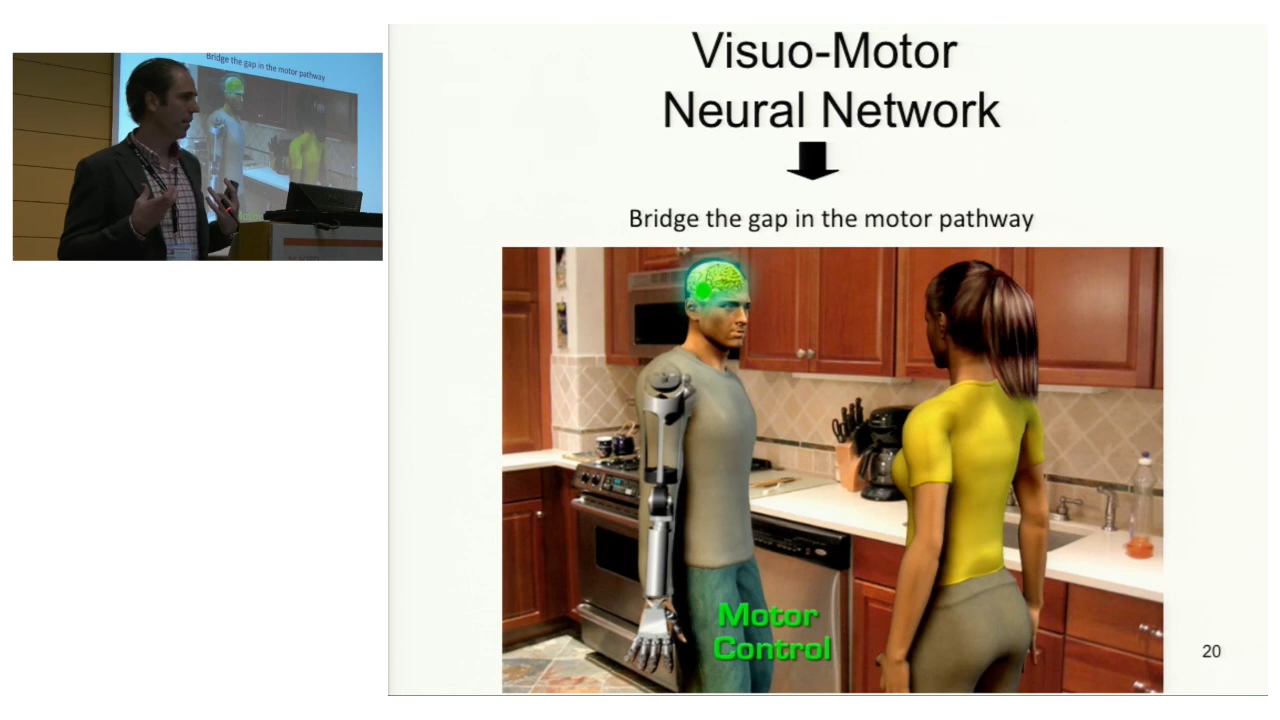 Visuo-Motor
Neural Network
Bridge the gap in the motor pathway
Motor
Control
20
Bridge the gap in the motor pathway